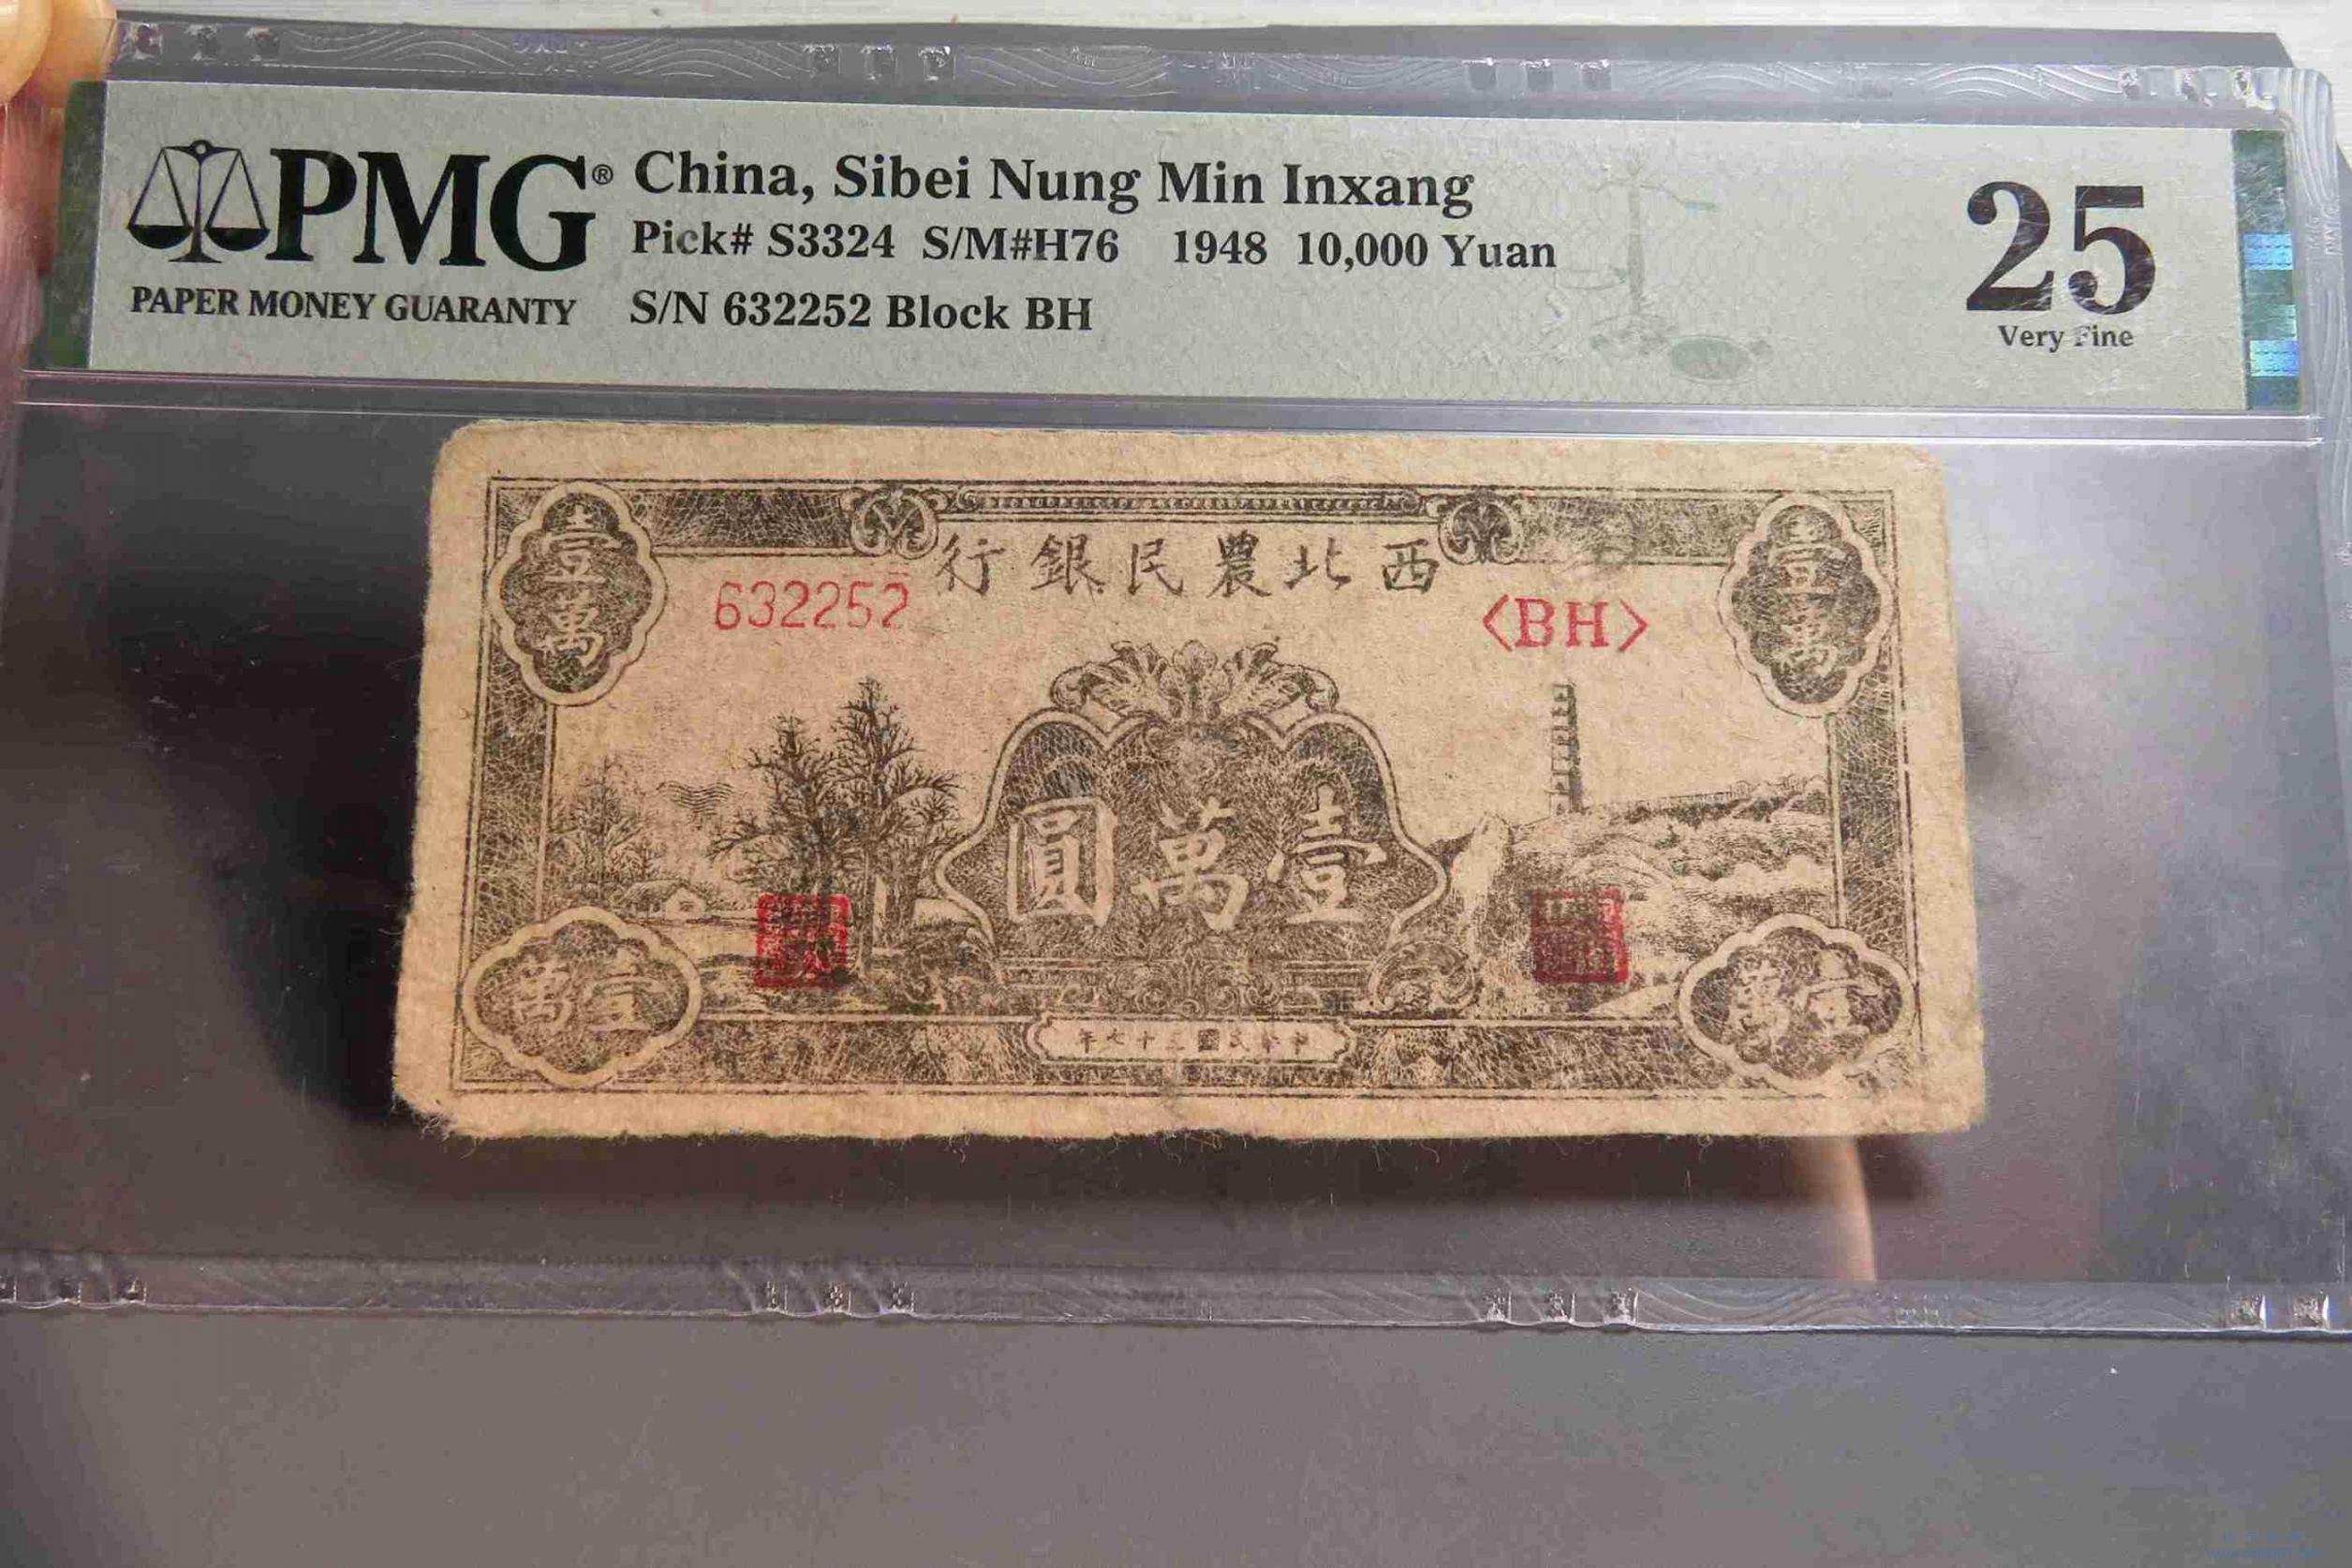 PMG®
PAPER MONEY GUARANTY
China, Sibei Nung Min Inxang
Pick# S3324 S/M#H76 1948 10,000 Yuan
S/N 632252 Block BH
25
Very Fine
行銀民農北西
632252
<BH>
壹萬
壹萬
圓萬壹
萬壹
萬壹
年七十三國民華中